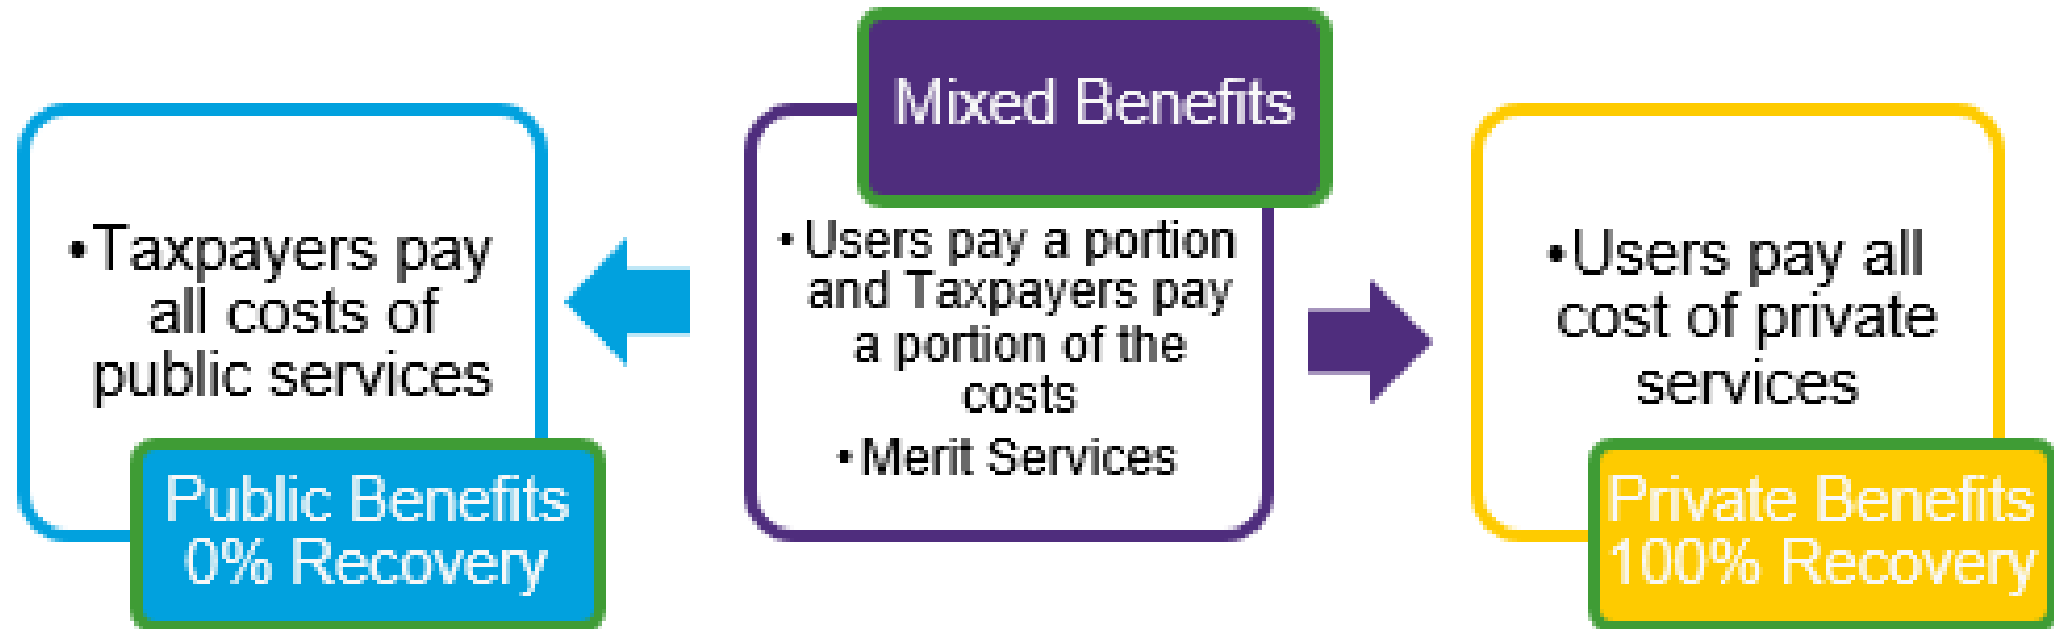 •Taxpayers pay
all costs of
public services
Public Benefits
0% Recovery
Mixed Benefits
•Users pay a portion
and Taxpayers pay
a portion of the
costs
•Merit Services
•Users pay all
cost of private
services
Private Benefits
100% Recovery